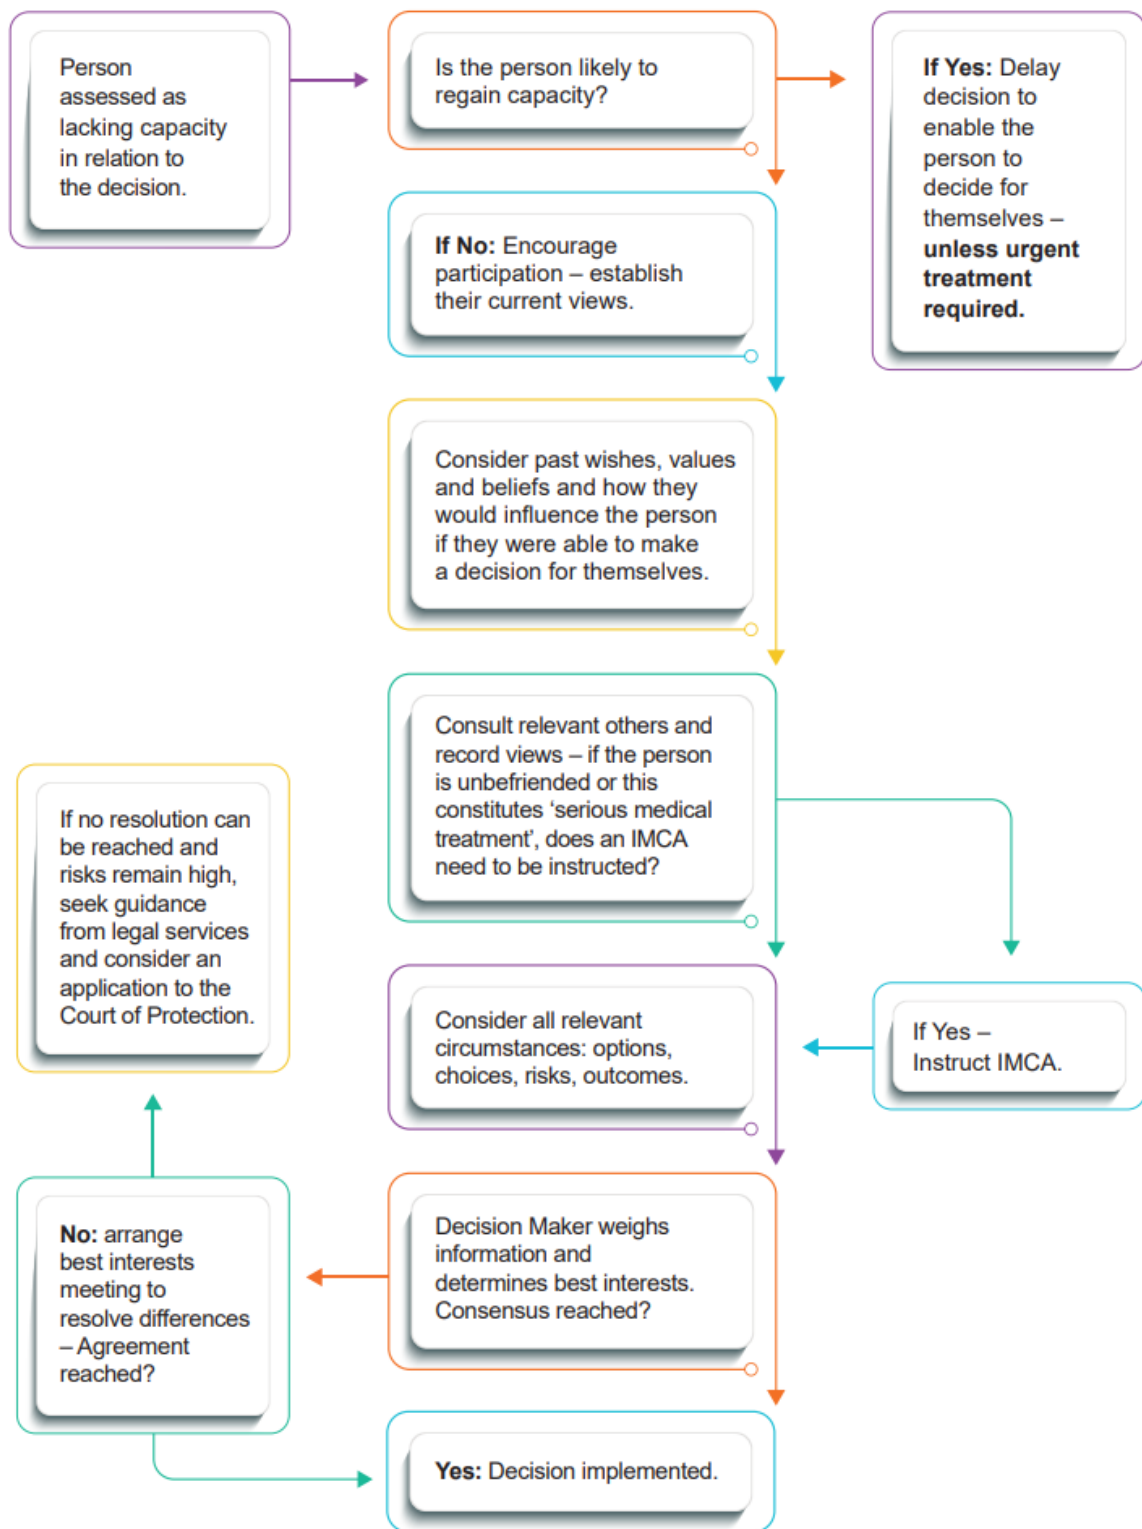 Person
assessed as
lacking capacity
in relation to
the decision.
Is the person likely to
regain capacity?
If Yes: Delay
decision to
enable the
person to
decide for
themselves –
unless urgent
treatment
required.
If No: Encourage
participation – establish
their current views.
Consider past wishes, values
and beliefs and how they
would influence the person
if they were able to make
a decision for themselves.
Consult relevant others and
record views – if the person
is unbefriended or this
constitutes ‘serious medical
treatment’, does an IMCA
need to be instructed?
If no resolution can
be reached and
risks remain high,
seek guidance
from legal services
and consider an
application to the
Court of Protection.
Consider all relevant
circumstances: options,
choices, risks, outcomes.
If Yes –
Instruct IMCA.
No: arrange
best interests
meeting to
resolve differences
– Agreement
reached?
Decision Maker weighs
information and
determines best interests.
Consensus reached?
Yes: Decision implemented.